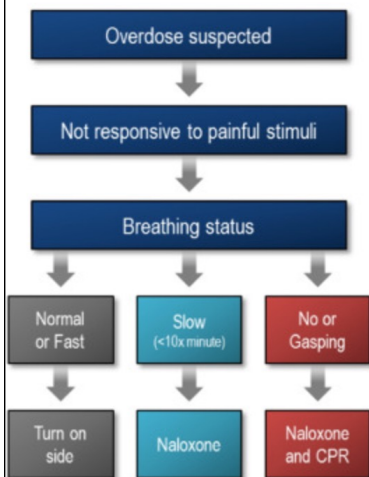 Overdose suspected
Not responsive to painful stimuli
Breathing status
Normal
or Fast
Slow
(<10x minute)
No or
Gasping
Turn on
side
Naloxone
Naloxone
and CPR